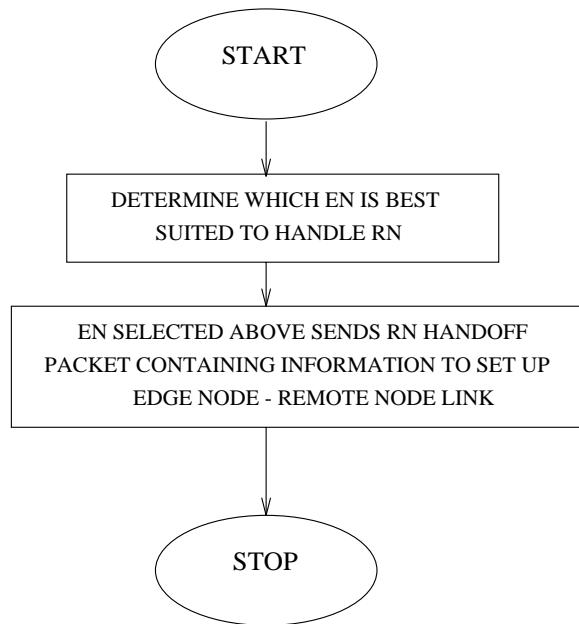 START
DETERMINE WHICH EN IS BEST
SUITED TO HANDLE RN
EN SELECTED ABOVE SENDS RN HANDOFF
PACKET CONTAINING INFORMATION TO SET UP
EDGE NODE - REMOTE NODE LINK
STOP